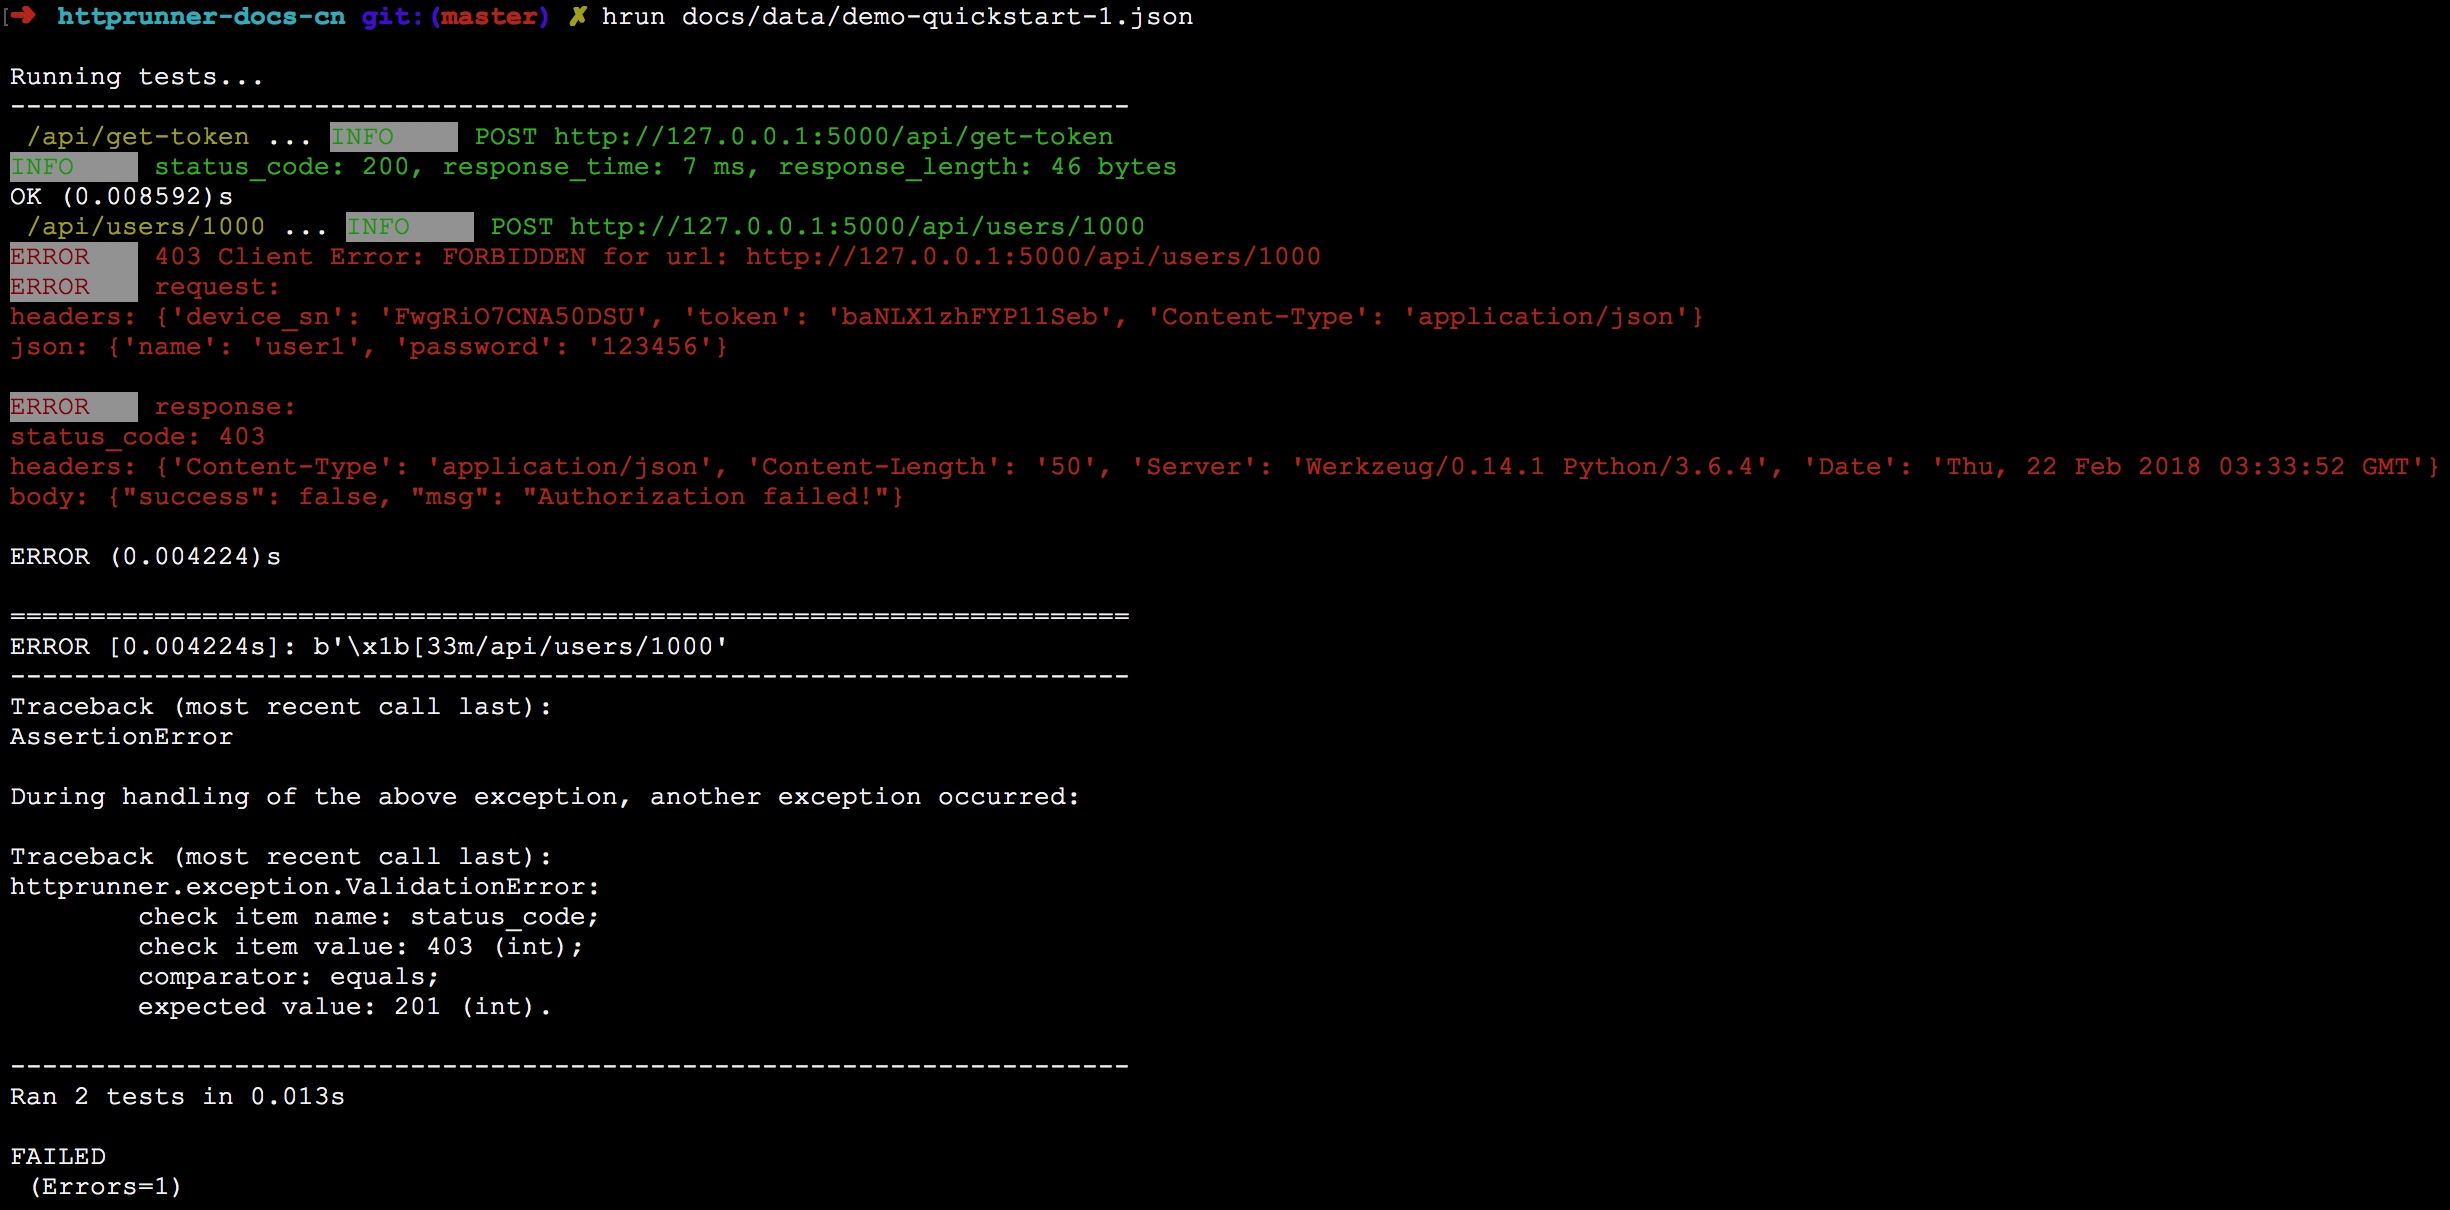 ➜  httprunner-docs-cn git:(master) ✗ hrun docs/data/demo-quickstart-1.json
Running tests...
----------------------------------------------------------------------
 /api/get-token ... INFO     POST http://127.0.0.1:5000/api/get-token
INFO     status_code: 200, response_time: 7 ms, response_length: 46 bytes
OK (0.008592)s
 /api/users/1000 ... INFO     POST http://127.0.0.1:5000/api/users/1000
ERROR    403 Client Error: FORBIDDEN for url: http://127.0.0.1:5000/api/users/1000
ERROR    request:
headers: {'device_sn': 'FwgRiO7CNA50DSU', 'token': 'baNLX1zhFYP11Seb', 'Content-Type': 'application/json'}
json: {'name': 'user1', 'password': '123456'}
ERROR    response:
status_code: 403
headers: {'Content-Type': 'application/json', 'Content-Length': '50', 'Server': 'Werkzeug/0.14.1 Python/3.6.4', 'Date': 'Thu, 22 Feb 2018 03:33:52 GMT'}
body: {"success": false, "msg": "Authorization failed!"}
ERROR (0.004224)s
======================================================================
ERROR [0.004224s]: b'\x1b[33m/api/users/1000'
----------------------------------------------------------------------
Traceback (most recent call last):
AssertionError
During handling of the above exception, another exception occurred:
Traceback (most recent call last):
httprunner.exception.ValidationError:
        check item name: status_code;
        check item value: 403 (int);
        comparator: equals;
        expected value: 201 (int).
----------------------------------------------------------------------
Ran 2 tests in 0.013s
FAILED
 (Errors=1)